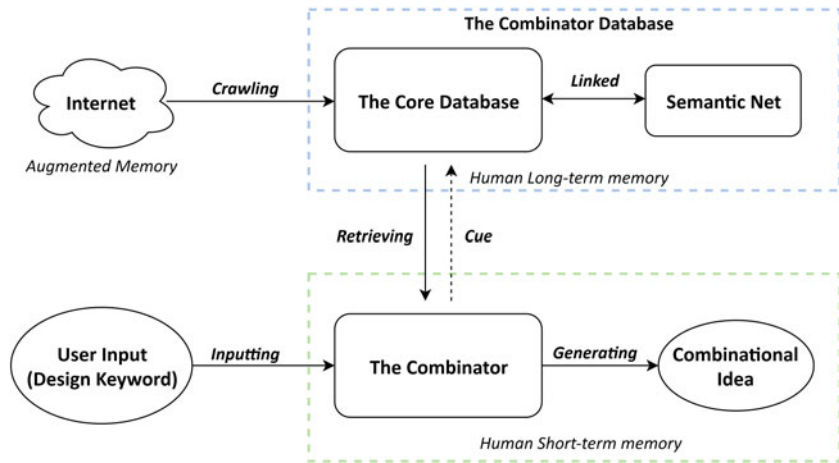 The Combinator Database
Internet
Crawling
The Core Database
Linked
Semantic Net
Augmented Memory
Human Long-term memory
Retrieving
Cue
User Input
(Design Keyword)
Inputting
The Combinator
Generating
Combinational
Idea
Human Short-term memory